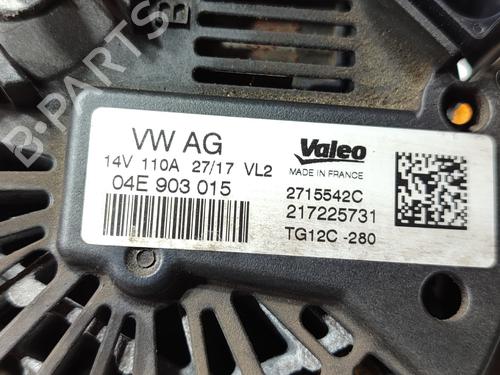 B-PARTS
VW AG
14V 110A 27/17 VL2
04E 903 015
Valeo
MADE IN FRANCE
2715542C
217225731
TG12C -280